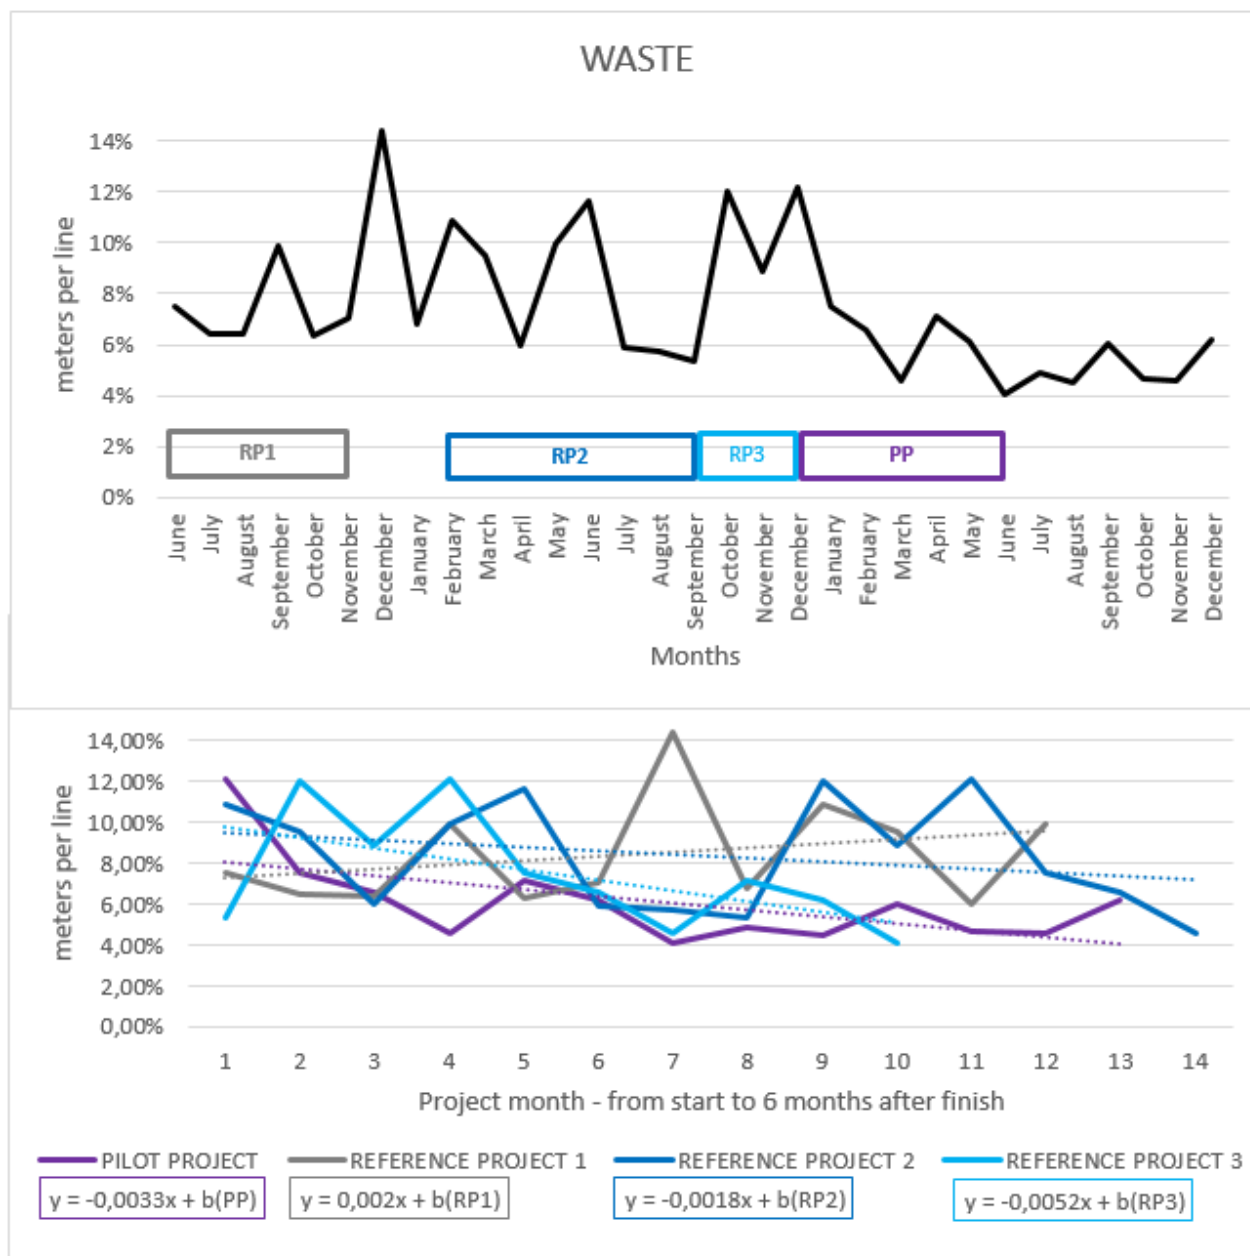 WASTE
meters per line
14%
12%
10%
8%
6%
4%
2%
0%
RP1
RP2
RP3
PP
June
July
August
September
October
November
December
January
February
March
April
May
June
July
August
September
October
November
December
January
February
March
April
May
June
July
August
September
October
November
December
Months
meters per line
14,00%
12,00%
10,00%
8,00%
6,00%
4,00%
2,00%
0,00%
1 2 3 4 5 6 7 8 9 10 11 12 13 14
Project month - from start to 6 months after finish
PILOT PROJECT REFERENCE PROJECT 1 REFERENCE PROJECT 2 REFERENCE PROJECT 3
y = -0,0033x + b(PP) y = 0,002x + b(RP1) y = -0,0018x + b(RP2) y = -0,0052x + b(RP3)